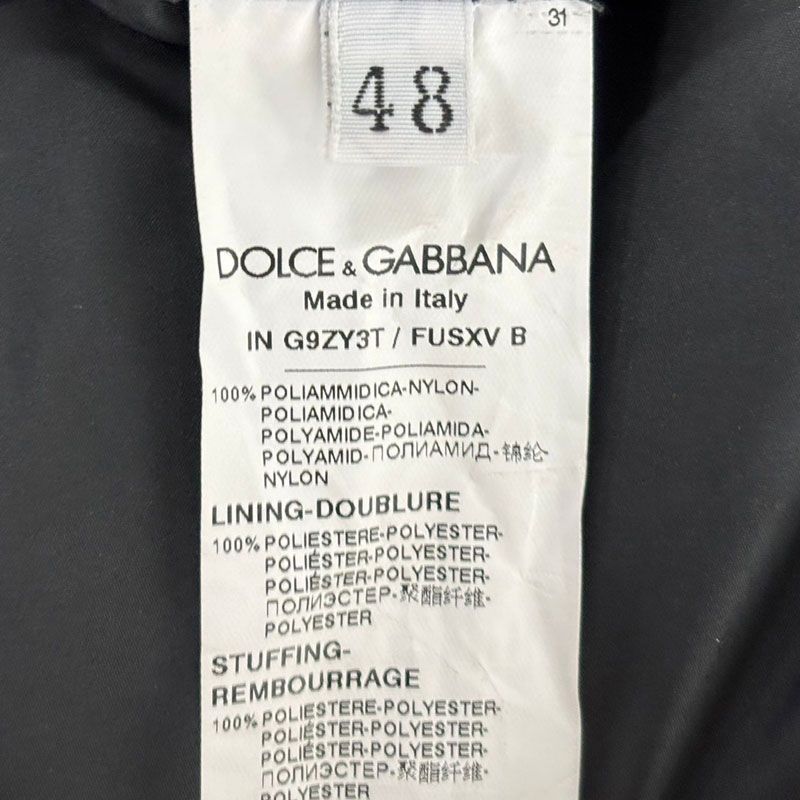 31
48
DOLCE & GABBANA
Made in Italy
IN G9ZY3T / FUSXV B
100% POLIAMMIDICA-NYLON-
POLIAMIDICA-
POLYAMIDE-POLIAMIDA-
POLYAMID-ПОЛИАМИД-锦纶-
NYLON
LINING-DOUBLURE
100% POLIESTERE-POLYESTER-
POLIÉSTER-POLYESTER-
POLIÉSTER-POLYESTER-
ПОЛИЭСТЕР-聚酯纤维-
POLYESTER
STUFFING-
REMBOURRAGE
100% POLIESTERE-POLYESTER-
POLIÉSTER-POLYESTER-
POLIÉSTER-POLYESTER-
ПОЛИЭСТЕР-聚酯纤维-
POLYESTER